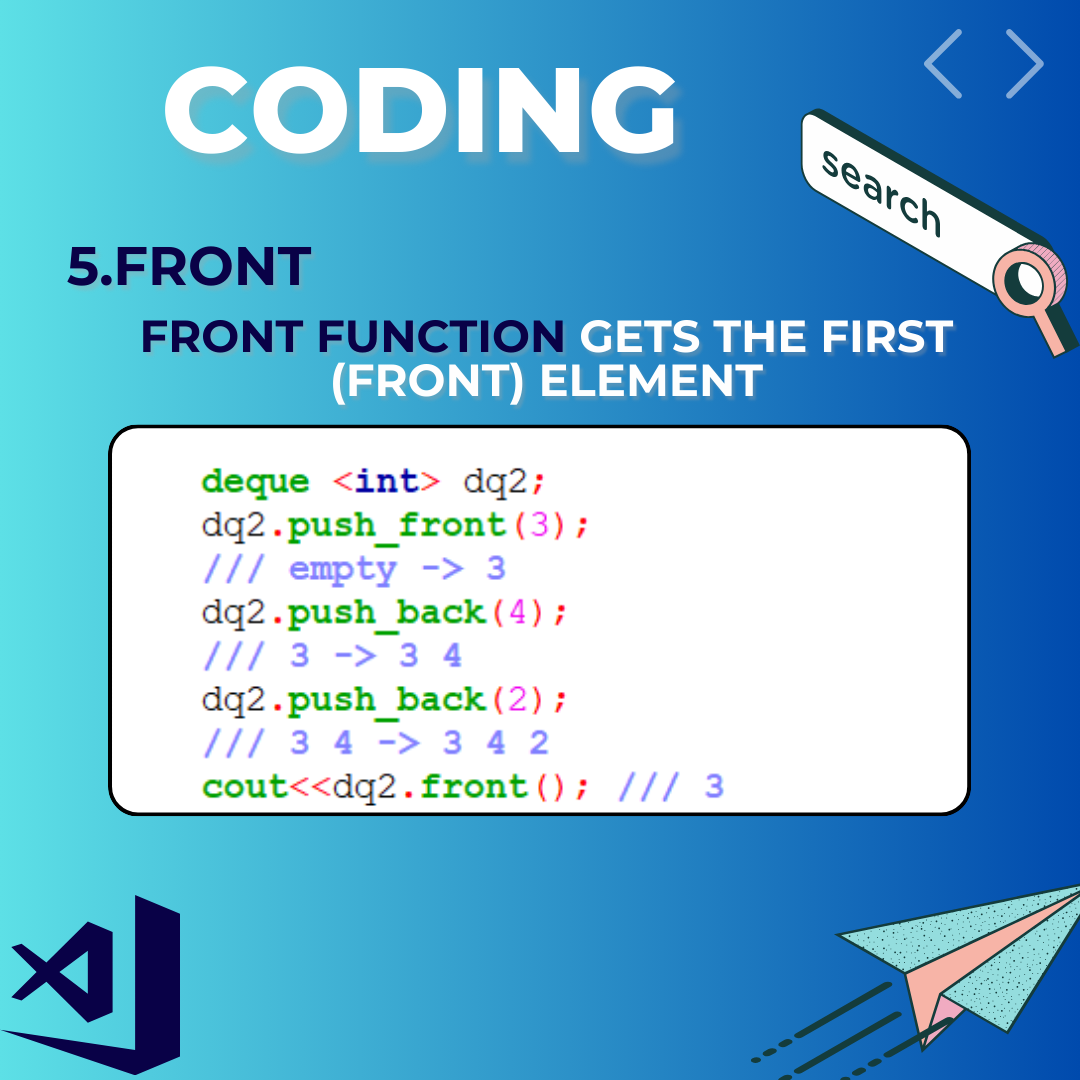 CODING
search
5.FRONT
FRONT FUNCTION GETS THE FIRST
(FRONT) ELEMENT
deque <int> dq2;
dq2.push_front(3);
/// empty -> 3
dq2.push_back(4);
/// 3 -> 3 4
dq2.push_back(2);
/// 3 4 -> 3 4 2
cout<<dq2.front(); /// 3